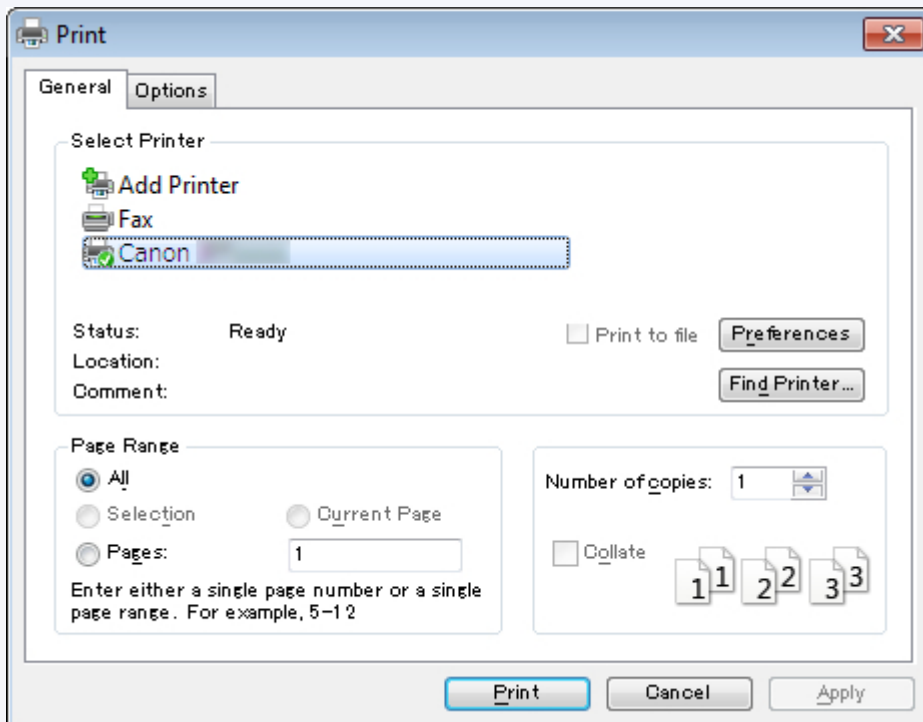 Print
General Options
Select Printer
Add Printer
Fax
Canon
Status: Ready
Print to file
Preferences
Location:
Comment:
Find Printer...
Page Range
All
Selection
Current Page
Pages: 1
Enter either a single page number or a single
page range. For example, 5-12
Number of copies: 1
Collate
1 1 2 2 3 3
Print Cancel Apply